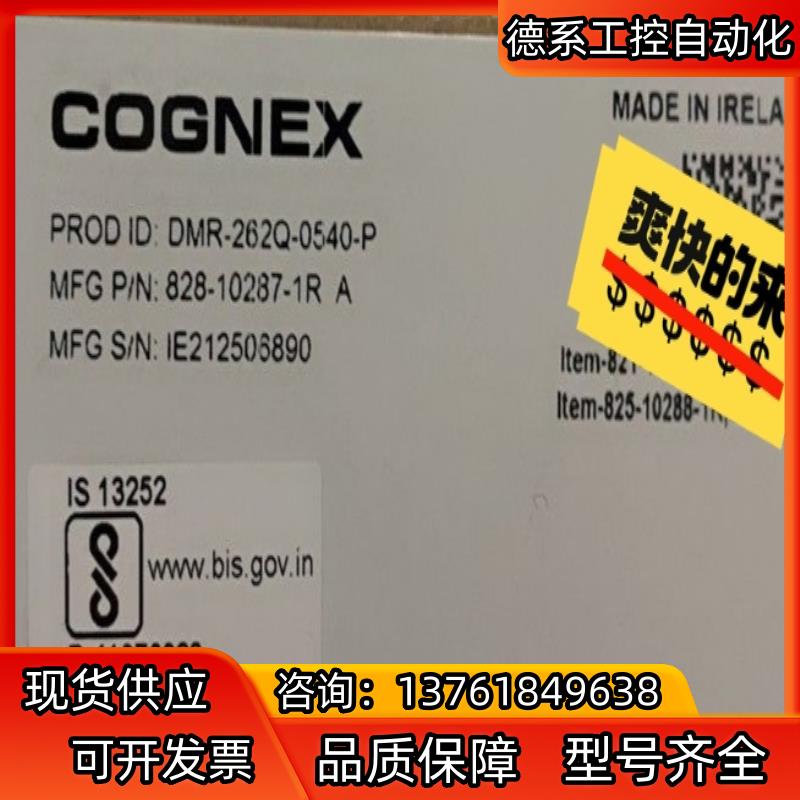 德系工控自动化
COGNEX
MADE IN IRELA
PROD ID: DMR-262Q-0540-P
MFG P/N: 828-10287-1R A
MFG S/N: IE212506890
爽快的来
$$$$$$
Item-821
Item-825-10288-1R,
IS 13252
www.bis.gov.in
现货供应
咨询：13761849638
可开发票
品质保障
型号齐全